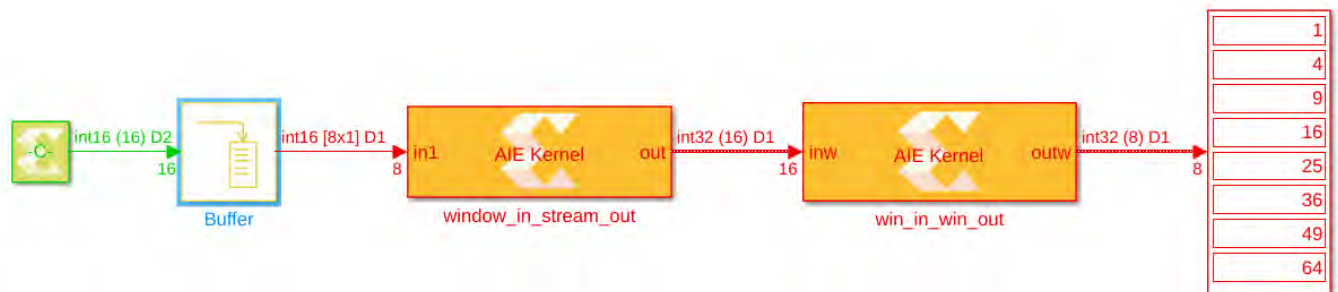 -C-
int16 (16) D2
16
Buffer
int16 [8x1] D1
8
in1
AIE Kernel
out
window_in_stream_out
int32 (16) D1
16
inw
AIE Kernel
outw
win_in_win_out
int32 (8) D1
8
1
4
9
16
25
36
49
64